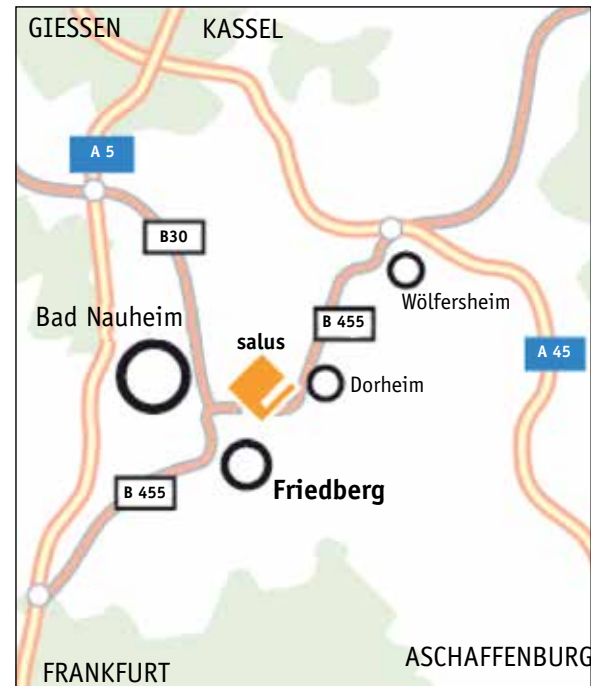 GIESSEN KASSEL
A 5
B30
Wölfersheim
Bad Nauheim
B 455
salus
A 45
Dorheim
Friedberg
B 455
ASCHAFFENBURG
FRANKFURT